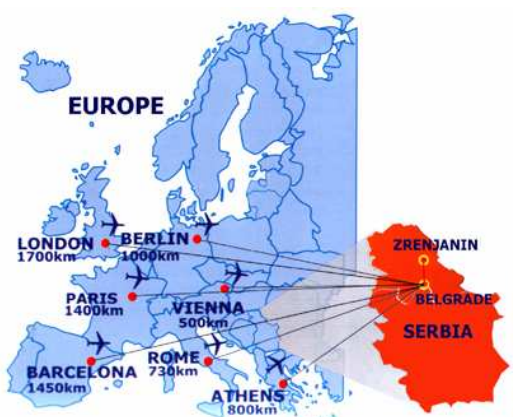 EUROPE
LONDON
1700km
BERLIN
1000km
ZRENJANIN
PARIS
1400km
VIENNA
500km
BELGRADE
SERBIA
BARCELONA
1450km
ROME
730km
ATHENS
800km